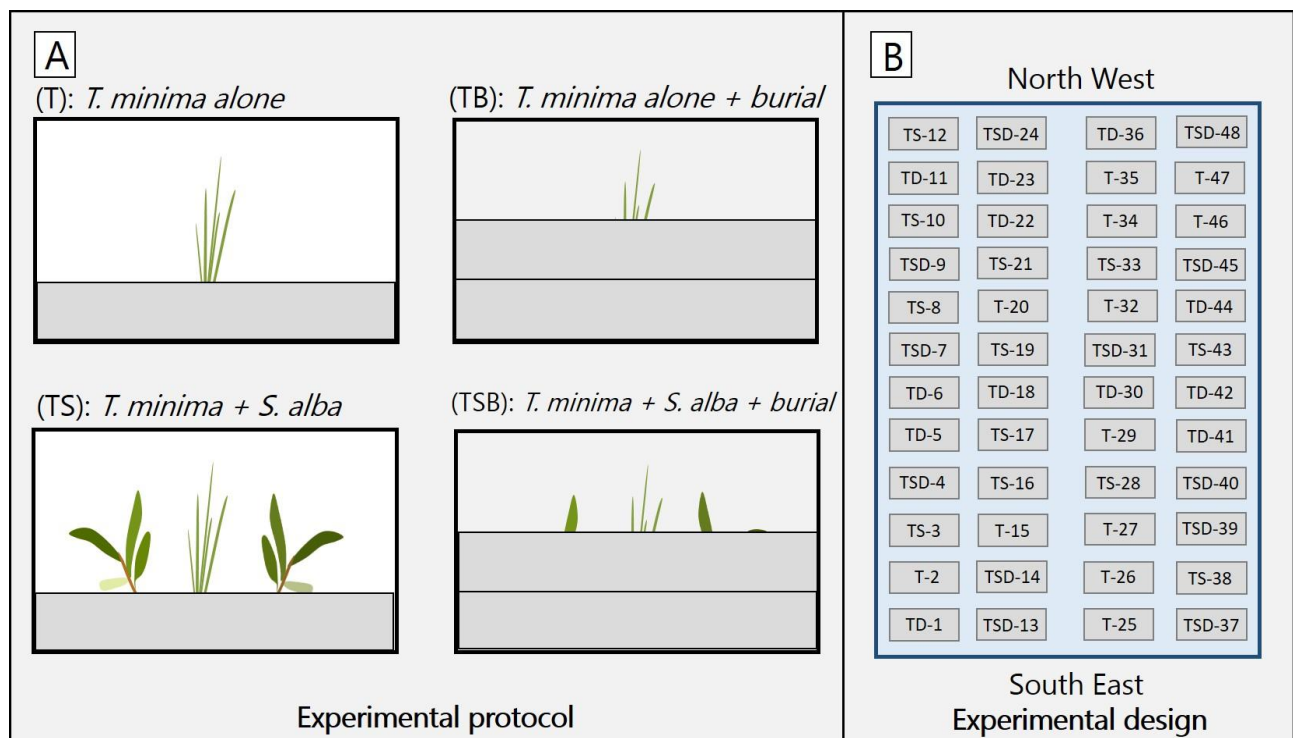 A
(T): T. minima alone
(TB): T. minima alone + burial
(TS): T. minima + S. alba
(TSB): T. minima + S. alba + burial
Experimental protocol
B
North West
TS-12 TSD-24 TD-36 TSD-48
TD-11 TD-23 T-35 T-47
TS-10 TD-22 T-34 T-46
TSD-9 TS-21 TS-33 TSD-45
TS-8 T-20 T-32 TD-44
TSD-7 TS-19 TSD-31 TS-43
TD-6 TD-18 TD-30 TD-42
TD-5 TS-17 T-29 TD-41
TSD-4 TS-16 TS-28 TSD-40
TS-3 T-15 T-27 TSD-39
T-2 TSD-14 T-26 TS-38
TD-1 TSD-13 T-25 TSD-37
South East
Experimental design